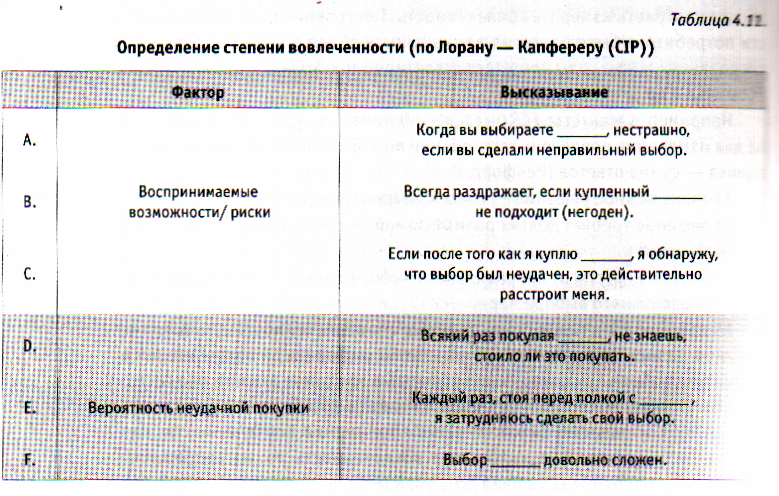 Таблица 4.11.
Определение степени вовлеченности (по Лорану — Капфереру (CIP))
Фактор
Высказывание
A.
Когда вы выбираете ______, нестрашно,
если вы сделали неправильный выбор.
B.
Воспринимаемые
возможности/ риски
Всегда раздражает, если купленный ______
не подходит (негоден).
C.
Если после того как я куплю ______, я обнаружу,
что выбор был неудачен, это действительно
расстроит меня.
D.
Всякий раз покупая ______, не знаешь,
стоило ли это покупать.
E.
Вероятность неудачной покупки
Каждый раз, стоя перед полкой с ______,
я затрудняюсь сделать свой выбор.
F.
Выбор ______ довольно сложен.